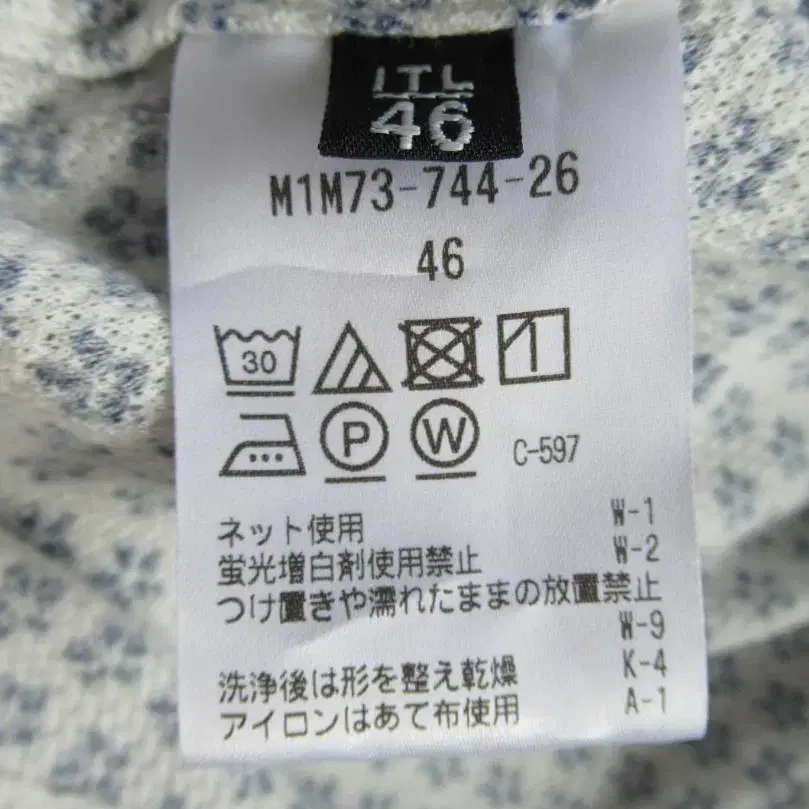 ITL
46
M1M73-744-26
46
30
P W C-597
ネット使用 W-1
蛍光増白剤使用禁止 W-2
つけ置きや濡れたままの放置禁止
W-9
洗浄後は形を整え乾燥 K-4
アイロンはあて布使用 A-1